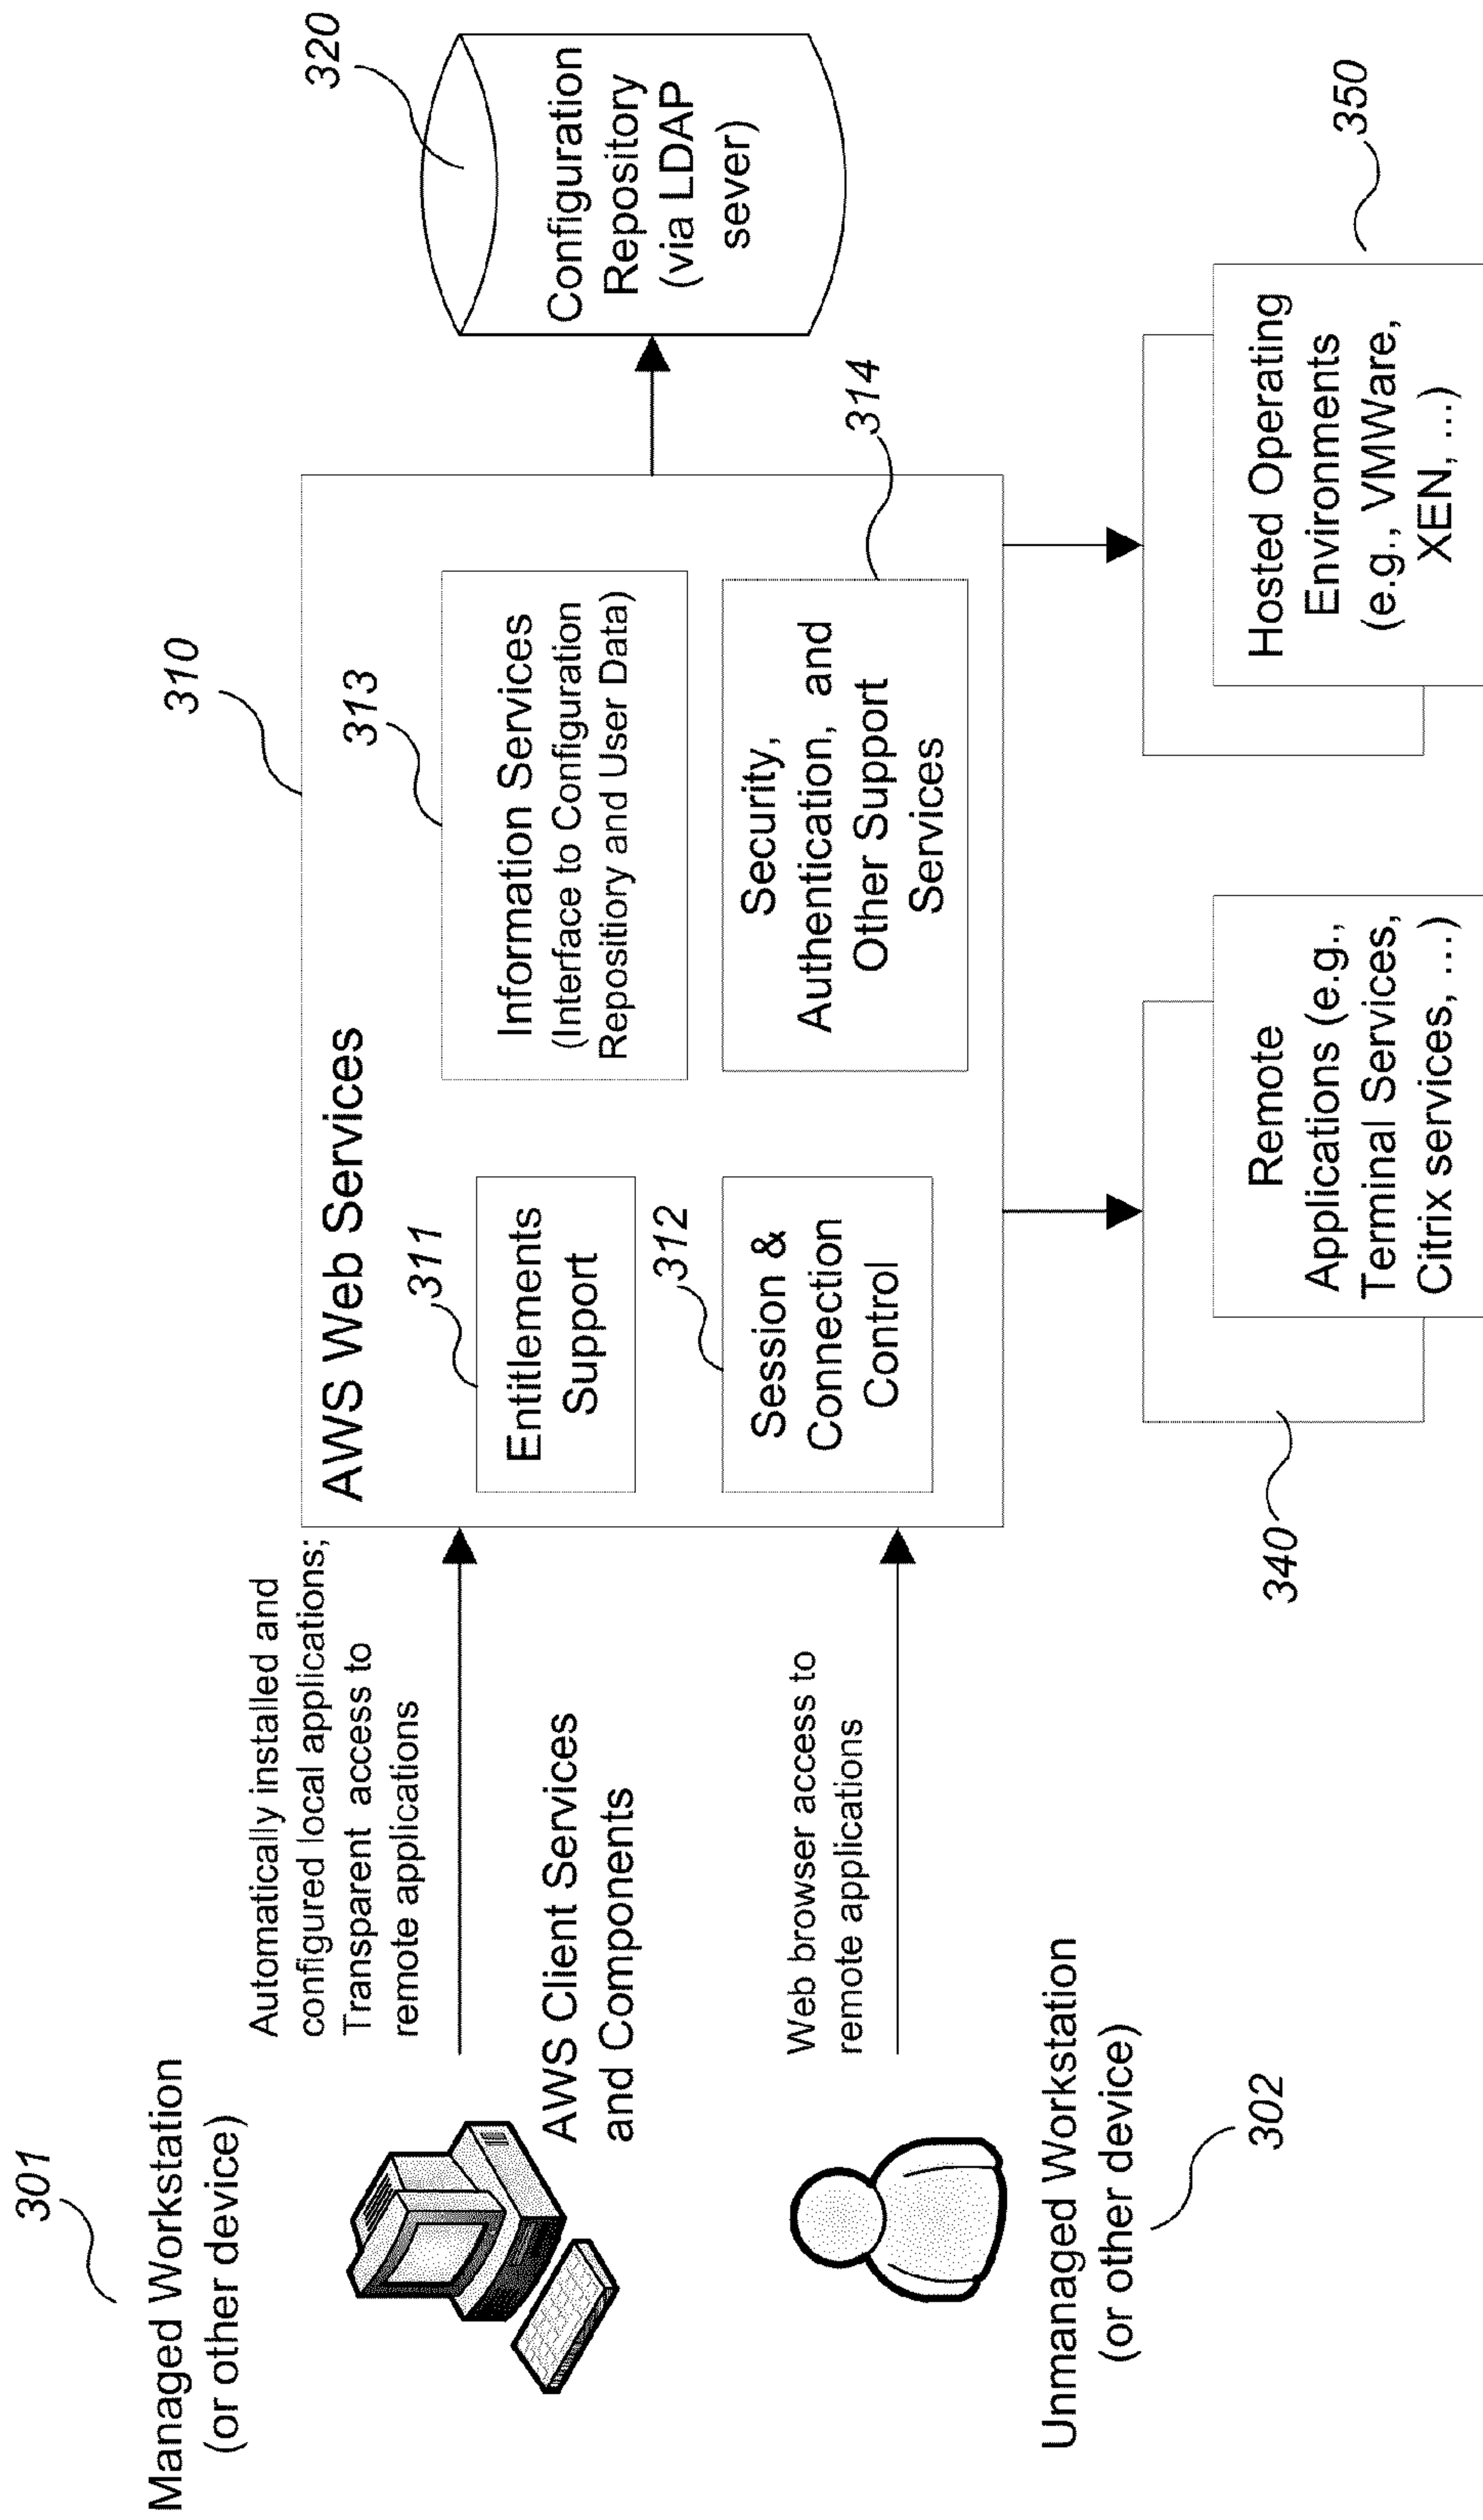 301
Managed Workstation
(or other device)
Automatically installed and
configured local applications;
Transparent access to
remote applications
AWS Client Services
and Components
Web browser access to
remote applications
Unmanaged Workstation
(or other device)
302
310
AWS Web Services
311
Entitlements
Support
312
Session &
Connection
Control
313
Information Services
(Interface to Configuration
Repositiory and User Data)
314
Security,
Authentication, and
Other Support
Services
320
Configuration
Repository
(via LDAP
sever)
340
Remote
Applications (e.g.,
Terminal Services,
Citrix services, ...)
350
Hosted Operating
Environments
(e.g., VMWare,
XEN, ...)